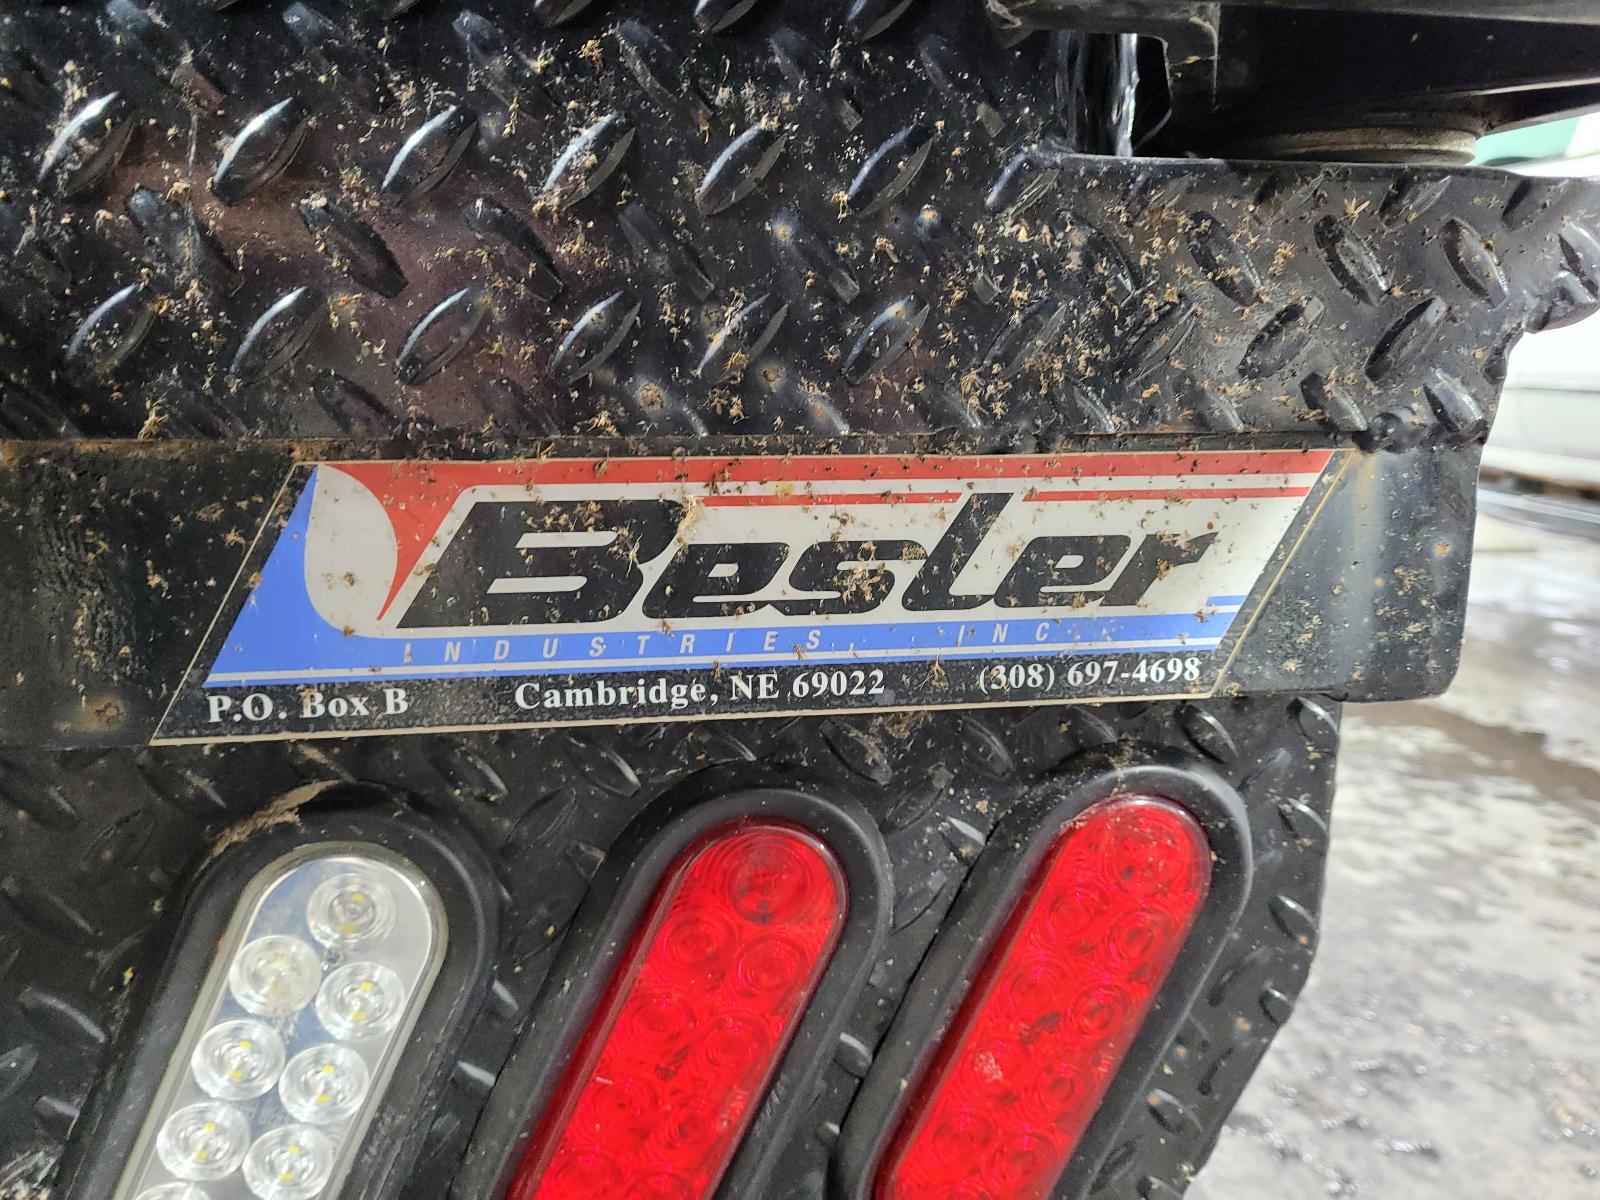 Besler
INDUSTRIES, INC.
P.O. Box B Cambridge, NE 69022 (308) 697-4698